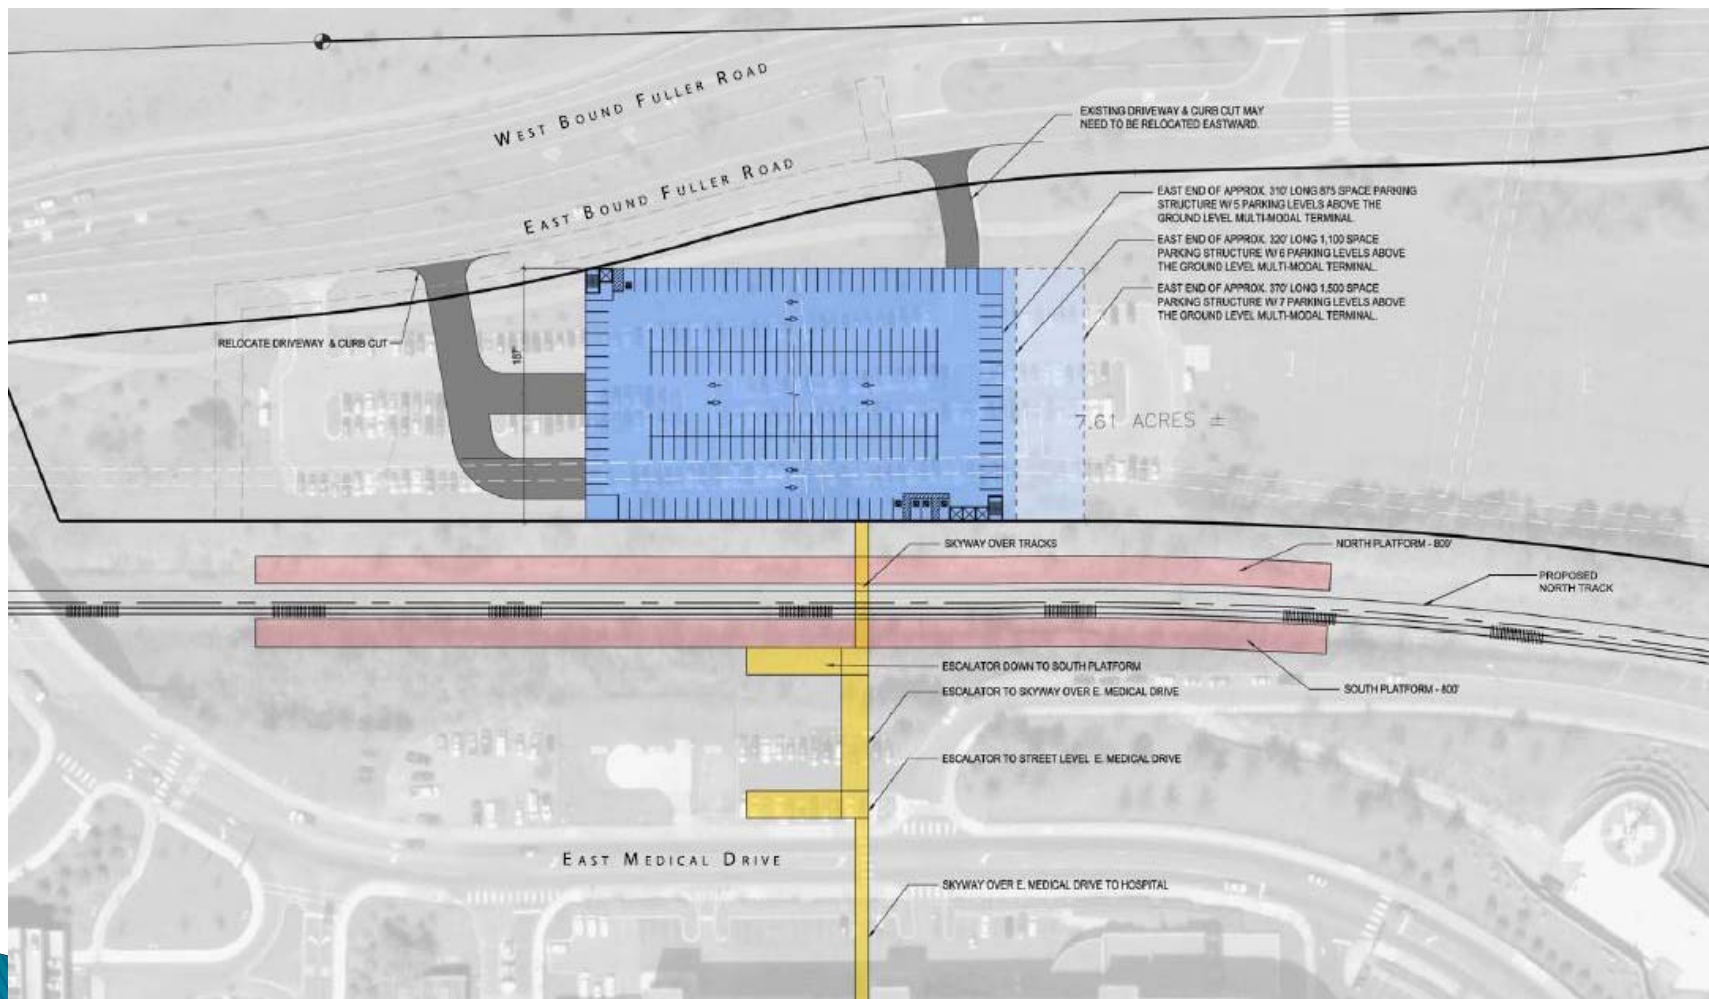 WEST BOUND FULLER ROAD
EAST BOUND FULLER ROAD
EXISTING DRIVEWAY & CURB CUT MAY
NEED TO BE RELOCATED EASTWARD.
EAST END OF APPROX. 310' LONG 875 SPACE PARKING
STRUCTURE W/ 5 PARKING LEVELS ABOVE THE
GROUND LEVEL MULTI-MODAL TERMINAL.
EAST END OF APPROX. 320' LONG 1,100 SPACE
PARKING STRUCTURE W/ 6 PARKING LEVELS ABOVE
THE GROUND LEVEL MULTI-MODAL TERMINAL.
EAST END OF APPROX. 370' LONG 1,500 SPACE
PARKING STRUCTURE W/ 7 PARKING LEVELS ABOVE
THE GROUND LEVEL MULTI-MODAL TERMINAL.
RELOCATE DRIVEWAY & CURB CUT
187'
7.61 ACRES ±
SKYWAY OVER TRACKS
NORTH PLATFORM - 800'
PROPOSED
NORTH TRACK
ESCALATOR DOWN TO SOUTH PLATFORM
ESCALATOR TO SKYWAY OVER E. MEDICAL DRIVE
SOUTH PLATFORM - 800'
ESCALATOR TO STREET LEVEL E. MEDICAL DRIVE
EAST MEDICAL DRIVE
SKYWAY OVER E. MEDICAL DRIVE TO HOSPITAL